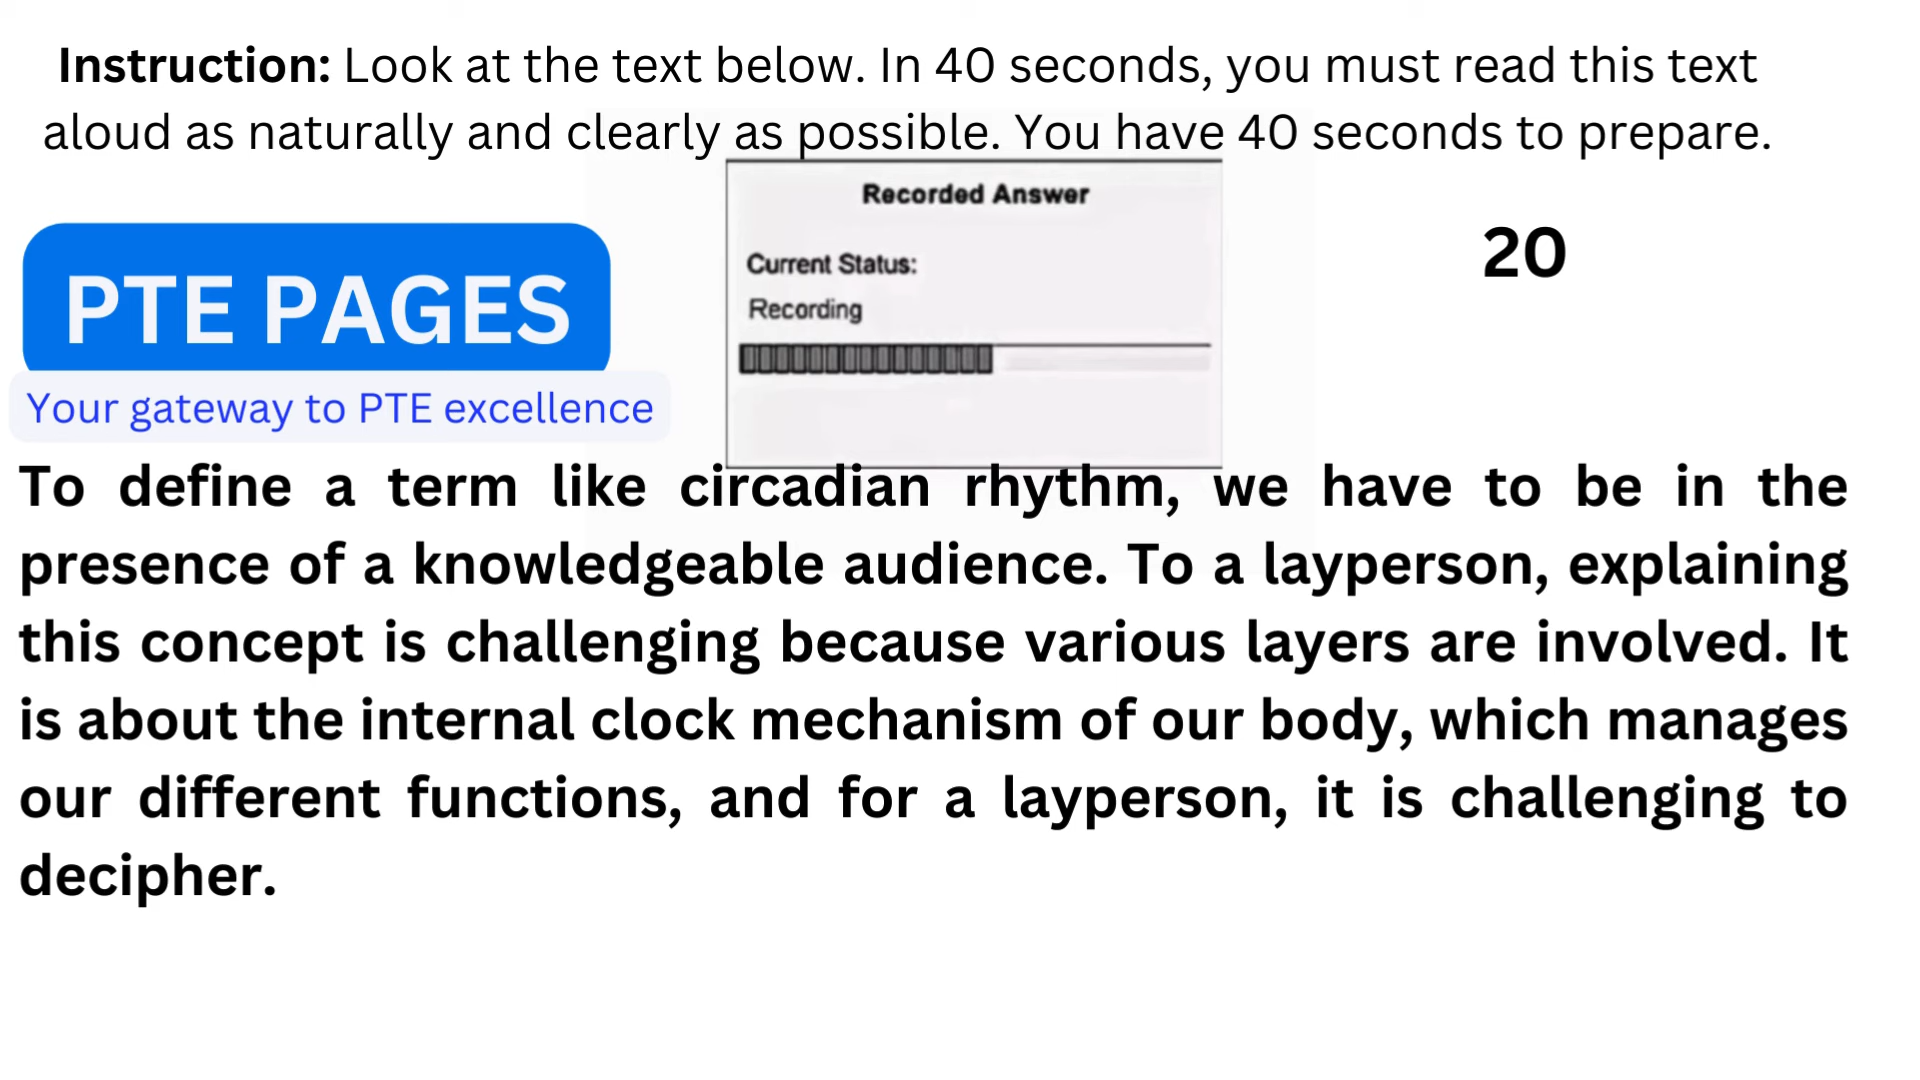 Instruction: Look at the text below. In 40 seconds, you must read this text
aloud as naturally and clearly as possible. You have 40 seconds to prepare.
Recorded Answer
Current Status:
Recording
20
PTE PAGES
Your gateway to PTE excellence
To define a term like circadian rhythm, we have to be in the
presence of a knowledgeable audience. To a layperson, explaining
this concept is challenging because various layers are involved. It
is about the internal clock mechanism of our body, which manages
our different functions, and for a layperson, it is challenging to
decipher.